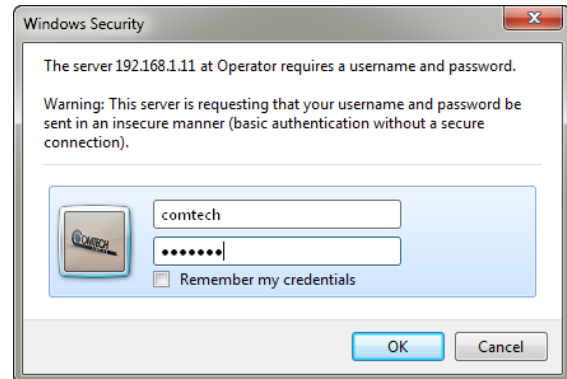 Windows Security
The server 192.168.1.11 at Operator requires a username and password.
Warning: This server is requesting that your username and password be
sent in an insecure manner (basic authentication without a secure
connection).
comtech
COMTECH
•••••••
Remember my credentials
OK Cancel